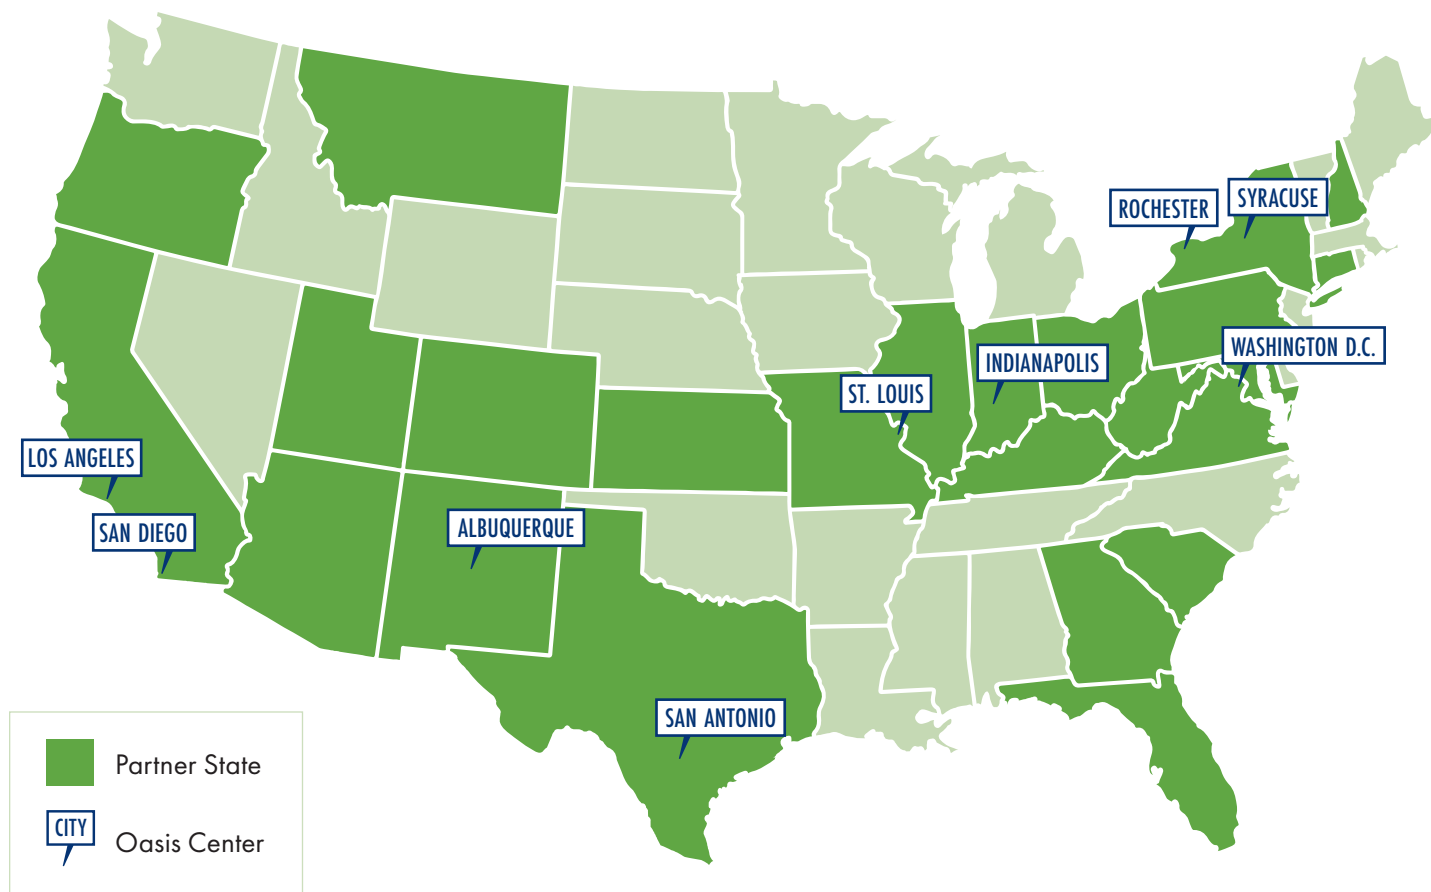 ROCHESTER
SYRACUSE
WASHINGTON D.C.
INDIANAPOLIS
ST. LOUIS
LOS ANGELES
SAN DIEGO
ALBUQUERQUE
SAN ANTONIO
Partner State
CITY
Oasis Center